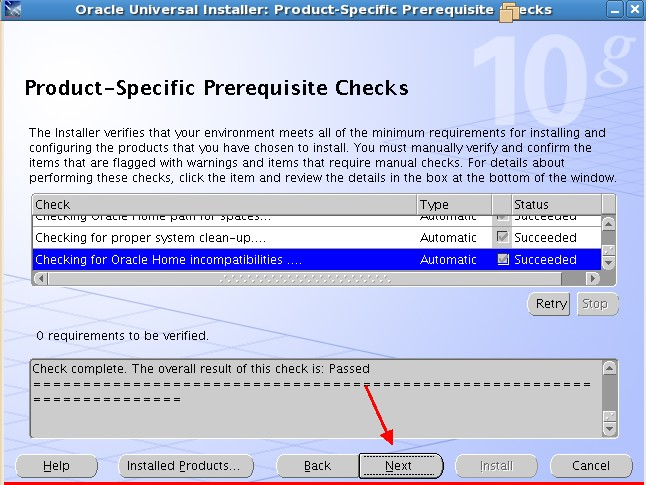 Oracle Universal Installer: Product-Specific Prerequisite Checks
10g
Product-Specific Prerequisite Checks
The Installer verifies that your environment meets all of the minimum requirements for installing and
configuring the products that you have chosen to install. You must manually verify and confirm the
items that are flagged with warnings and items that require manual checks. For details about
performing these checks, click the item and review the details in the box at the bottom of the window.
Check Type Status
Checking Oracle Home path for spaces... Automatic Succeeded
Checking for proper system clean-up.... Automatic Succeeded
Checking for Oracle Home incompatibilities .... Automatic Succeeded
Retry Stop
0 requirements to be verified.
Check complete. The overall result of this check is: Passed
Help Installed Products... Back Next Install Cancel